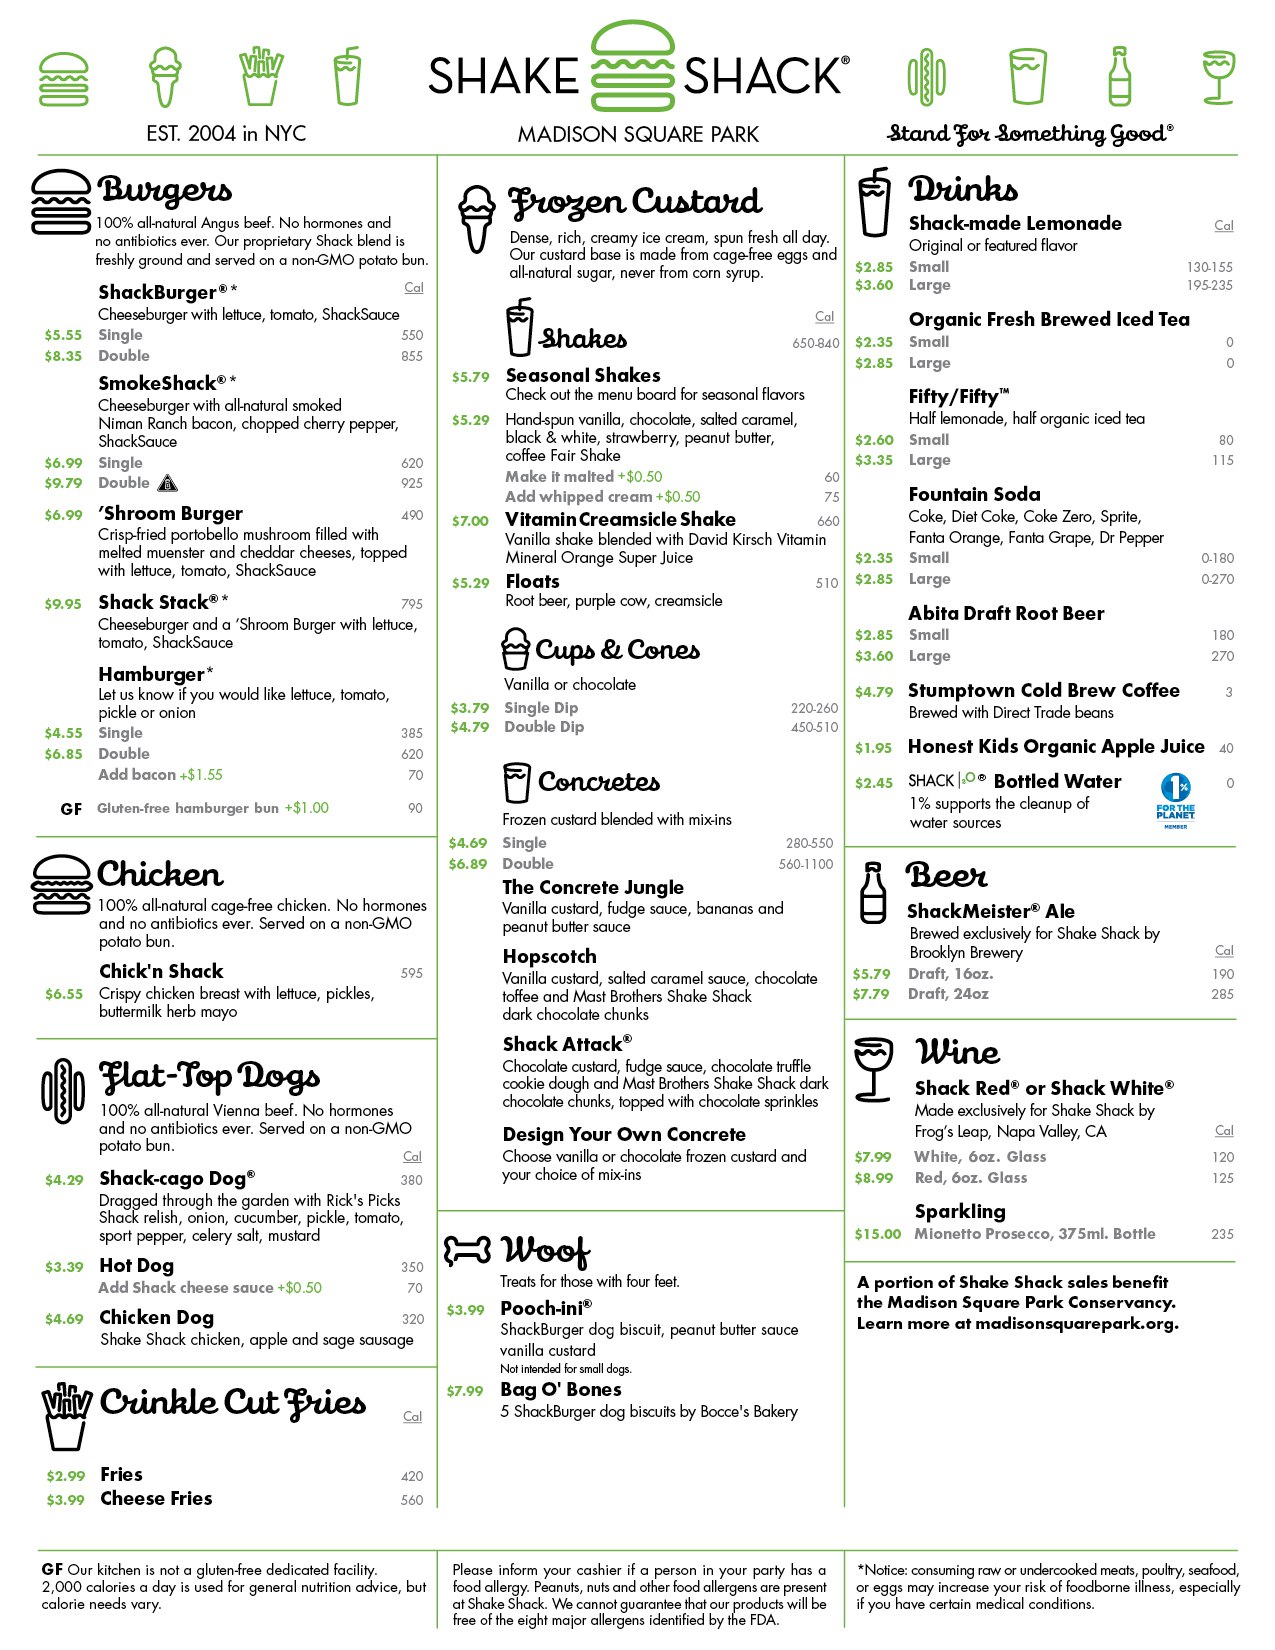 SHAKE SHACK®
EST. 2004 in NYC
MADISON SQUARE PARK
Stand For Something Good®
Burgers
100% all-natural Angus beef. No hormones and
no antibiotics ever. Our proprietary Shack blend is
freshly ground and served on a non-GMO potato bun.
ShackBurger®* Cal
Cheeseburger with lettuce, tomato, ShackSauce
$5.55 Single 550
$8.35 Double 855
SmokeShack®*
Cheeseburger with all-natural smoked
Niman Ranch bacon, chopped cherry pepper,
ShackSauce
$6.99 Single 620
$9.79 Double 925
$6.99 ’Shroom Burger 490
Crisp-fried portobello mushroom filled with
melted muenster and cheddar cheeses, topped
with lettuce, tomato, ShackSauce
$9.95 Shack Stack®* 795
Cheeseburger and a ’Shroom Burger with lettuce,
tomato, ShackSauce
Hamburger*
Let us know if you would like lettuce, tomato,
pickle or onion
$4.55 Single 385
$6.85 Double 620
Add bacon +$1.55 70
GF Gluten-free hamburger bun +$1.00 90
Chicken
100% all-natural cage-free chicken. No hormones
and no antibiotics ever. Served on a non-GMO
potato bun.
Chick'n Shack 595
$6.55 Crispy chicken breast with lettuce, pickles,
buttermilk herb mayo
Flat-Top Dogs
100% all-natural Vienna beef. No hormones
and no antibiotics ever. Served on a non-GMO
potato bun.
Cal
$4.29 Shack-cago Dog® 380
Dragged through the garden with Rick's Picks
Shack relish, onion, cucumber, pickle, tomato,
sport pepper, celery salt, mustard
$3.39 Hot Dog 350
Add Shack cheese sauce +$0.50 70
$4.69 Chicken Dog 320
Shake Shack chicken, apple and sage sausage
Crinkle Cut Fries
Cal
$2.99 Fries 420
$3.99 Cheese Fries 560
Frozen Custard
Dense, rich, creamy ice cream, spun fresh all day.
Our custard base is made from cage-free eggs and
all-natural sugar, never from corn syrup.
Cal
Shakes 650-840
$5.79 Seasonal Shakes
Check out the menu board for seasonal flavors
$5.29 Hand-spun vanilla, chocolate, salted caramel,
black & white, strawberry, peanut butter,
coffee Fair Shake
Make it malted +$0.50 60
Add whipped cream +$0.50 75
$7.00 Vitamin Creamsicle Shake 660
Vanilla shake blended with David Kirsch Vitamin
Mineral Orange Super Juice
$5.29 Floats 510
Root beer, purple cow, creamsicle
Cups & Cones
Vanilla or chocolate
$3.79 Single Dip 220-260
$4.79 Double Dip 450-510
Concretes
Frozen custard blended with mix-ins
$4.69 Single 280-550
$6.89 Double 560-1100
The Concrete Jungle
Vanilla custard, fudge sauce, bananas and
peanut butter sauce
Hopscotch
Vanilla custard, salted caramel sauce, chocolate
toffee and Mast Brothers Shake Shack
dark chocolate chunks
Shack Attack®
Chocolate custard, fudge sauce, chocolate truffle
cookie dough and Mast Brothers Shake Shack dark
chocolate chunks, topped with chocolate sprinkles
Design Your Own Concrete
Choose vanilla or chocolate frozen custard and
your choice of mix-ins
Woof
Treats for those with four feet.
$3.99 Pooch-ini®
ShackBurger dog biscuit, peanut butter sauce
vanilla custard
Not intended for small dogs.
$7.99 Bag O' Bones
5 ShackBurger dog biscuits by Bocce's Bakery
Drinks
Shack-made Lemonade Cal
Original or featured flavor
$2.85 Small 130-155
$3.60 Large 195-235
Organic Fresh Brewed Iced Tea
$2.35 Small 0
$2.85 Large 0
Fifty/Fifty™
Half lemonade, half organic iced tea
$2.60 Small 80
$3.35 Large 115
Fountain Soda
Coke, Diet Coke, Coke Zero, Sprite,
Fanta Orange, Fanta Grape, Dr Pepper
$2.35 Small 0-180
$2.85 Large 0-270
Abita Draft Root Beer
$2.85 Small 180
$3.60 Large 270
$4.79 Stumptown Cold Brew Coffee 3
Brewed with Direct Trade beans
$1.95 Honest Kids Organic Apple Juice 40
$2.45 SHACK|2O® Bottled Water 0
1% supports the cleanup of
water sources
1%
FOR THE
PLANET
MEMBER
Beer
ShackMeister® Ale
Brewed exclusively for Shake Shack by
Brooklyn Brewery Cal
$5.79 Draft, 16oz. 190
$7.79 Draft, 24oz 285
Wine
Shack Red® or Shack White®
Made exclusively for Shake Shack by
Frog’s Leap, Napa Valley, CA Cal
$7.99 White, 6oz. Glass 120
$8.99 Red, 6oz. Glass 125
Sparkling
$15.00 Mionetto Prosecco, 375ml. Bottle 235
A portion of Shake Shack sales benefit
the Madison Square Park Conservancy.
Learn more at madisonsquarepark.org.
GF Our kitchen is not a gluten-free dedicated facility.
2,000 calories a day is used for general nutrition advice, but
calorie needs vary.
Please inform your cashier if a person in your party has a
food allergy. Peanuts, nuts and other food allergens are present
at Shake Shack. We cannot guarantee that our products will be
free of the eight major allergens identified by the FDA.
*Notice: consuming raw or undercooked meats, poultry, seafood,
or eggs may increase your risk of foodborne illness, especially
if you have certain medical conditions.